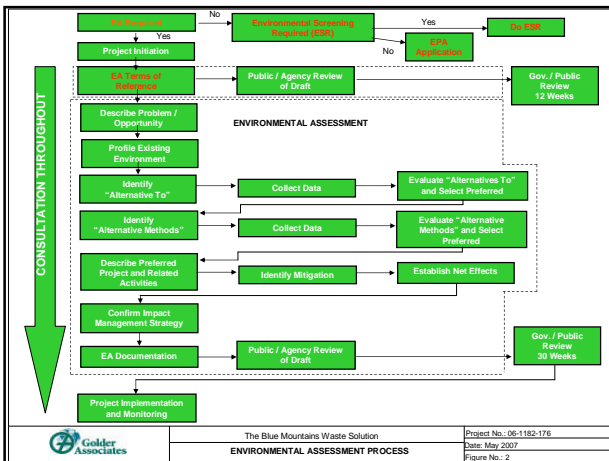 EA Required
No
Environmental Screening
Required (ESR)
Yes
Do ESR
Yes
No
EPA
Application
Project Initiation
EA Terms of
Reference
Public / Agency Review
of Draft
Gov. / Public
Review
12 Weeks
CONSULTATION THROUGHOUT
Describe Problem /
Opportunity
ENVIRONMENTAL ASSESSMENT
Profile Existing
Environment
Identify
“Alternative To”
Collect Data
Evaluate “Alternatives To”
and Select Preferred
Identify
“Alternative Methods”
Collect Data
Evaluate “Alternative
Methods” and Select
Preferred
Describe Preferred
Project and Related
Activities
Identify Mitigation
Establish Net Effects
Confirm Impact
Management Strategy
EA Documentation
Public / Agency Review
of Draft
Gov. / Public
Review
30 Weeks
Project Implementation
and Monitoring
Golder
Associates
The Blue Mountains Waste Solution
ENVIRONMENTAL ASSESSMENT PROCESS
Project No.: 06-1182-176
Date: May 2007
Figure No.: 2